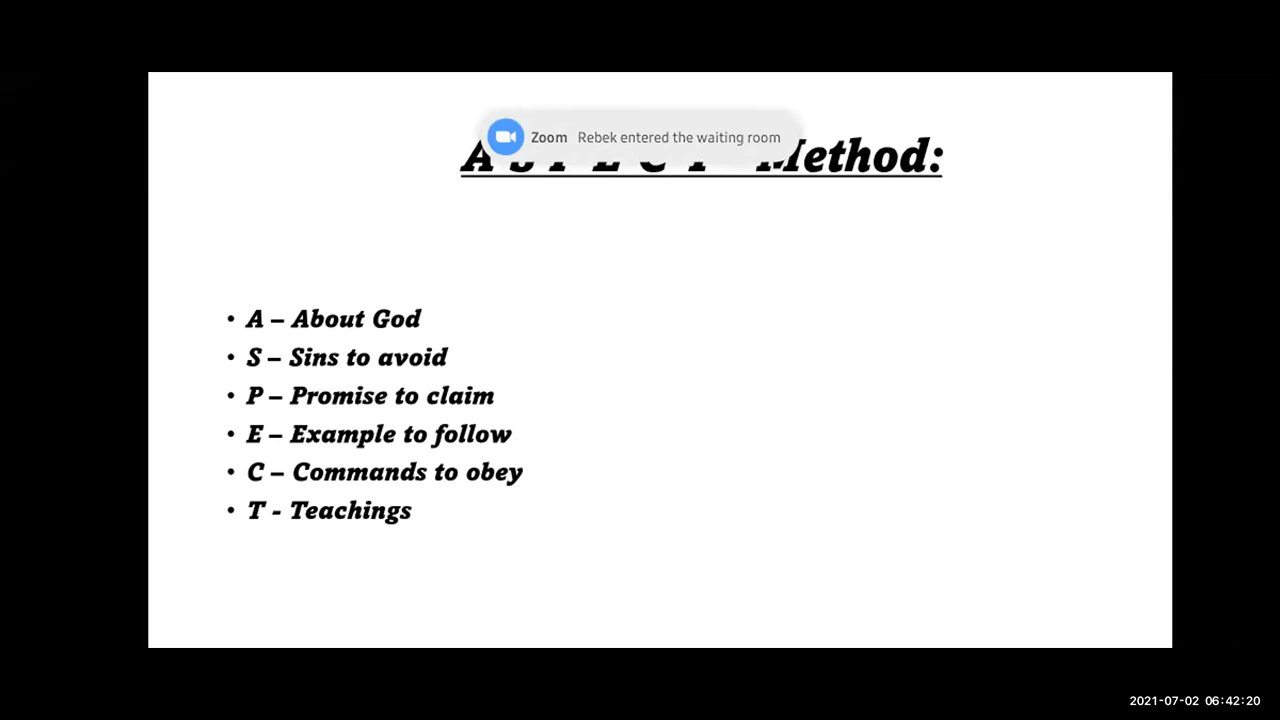 Zoom Rebek entered the waiting room
A S P E C T Method:
• A – About God
• S – Sins to avoid
• P – Promise to claim
• E – Example to follow
• C – Commands to obey
• T - Teachings
2021-07-02 06:42:20